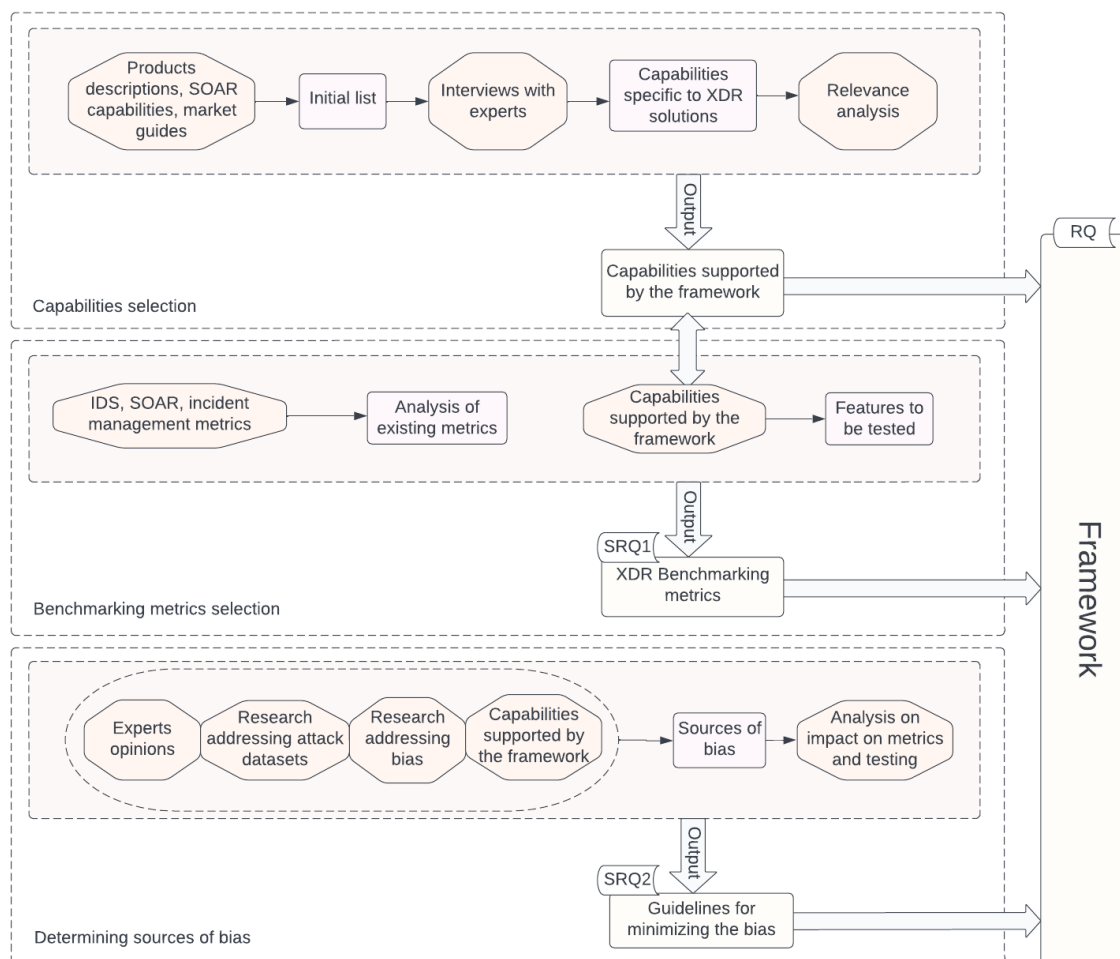 Products
descriptions, SOAR
capabilities, market
guides
Initial list
Interviews with
experts
Capabilities
specific to XDR
solutions
Relevance
analysis
Output
Capabilities supported
by the framework
Capabilities selection
RQ
IDS, SOAR, incident
management metrics
Analysis of
existing metrics
Capabilities
supported by the
framework
Features to
be tested
Output
SRQ1
XDR Benchmarking
metrics
Benchmarking metrics selection
Framework
Experts
opinions
Research
addressing attack
datasets
Research
addressing
bias
Capabilities
supported by
the framework
Sources of
bias
Analysis on
impact on metrics
and testing
Output
SRQ2
Guidelines for
minimizing the bias
Determining sources of bias